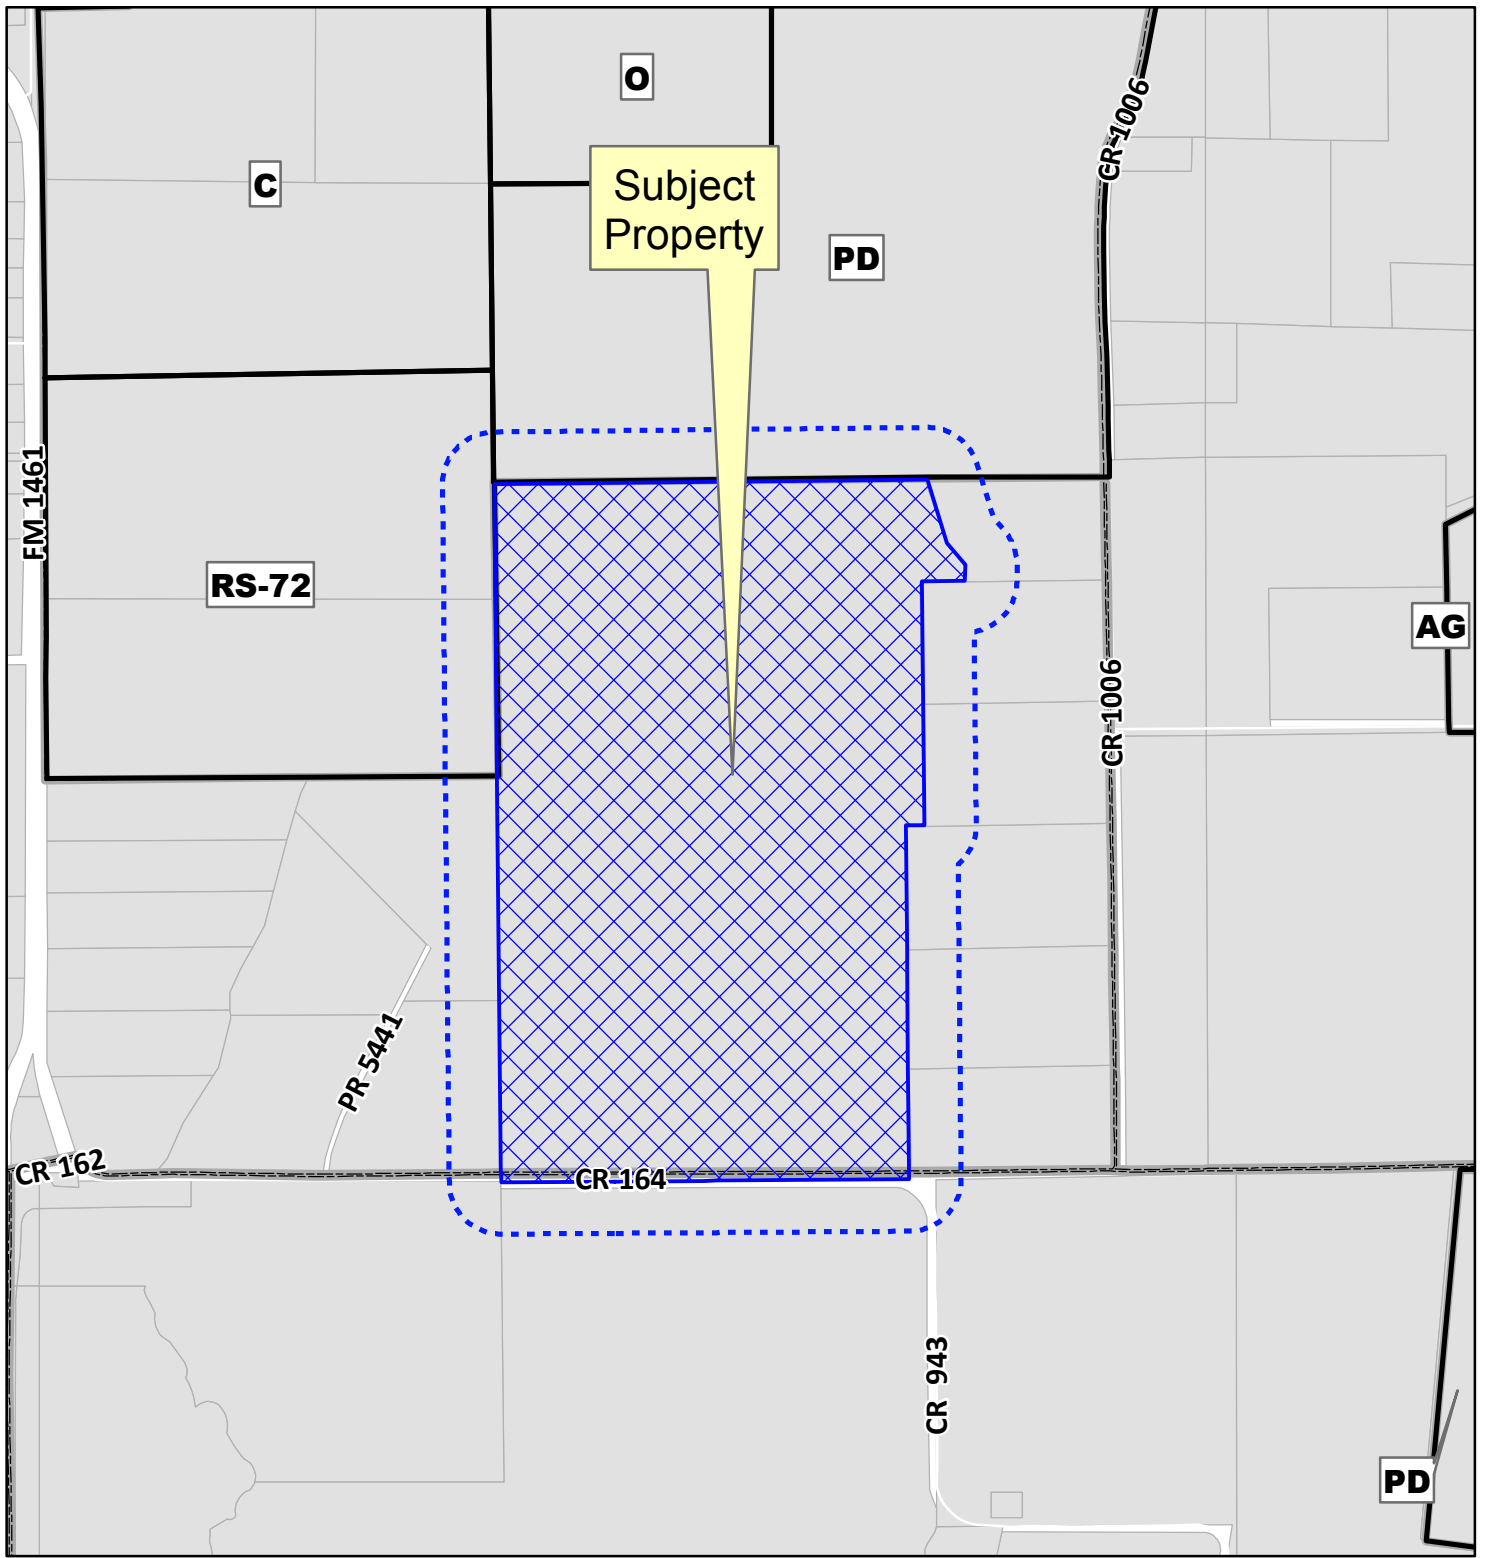 O
CR 1006
C
Subject
Property
PD
FM 1461
RS-72
AG
CR 1006
PR 5441
CR 162
CR 164
CR 943
PD